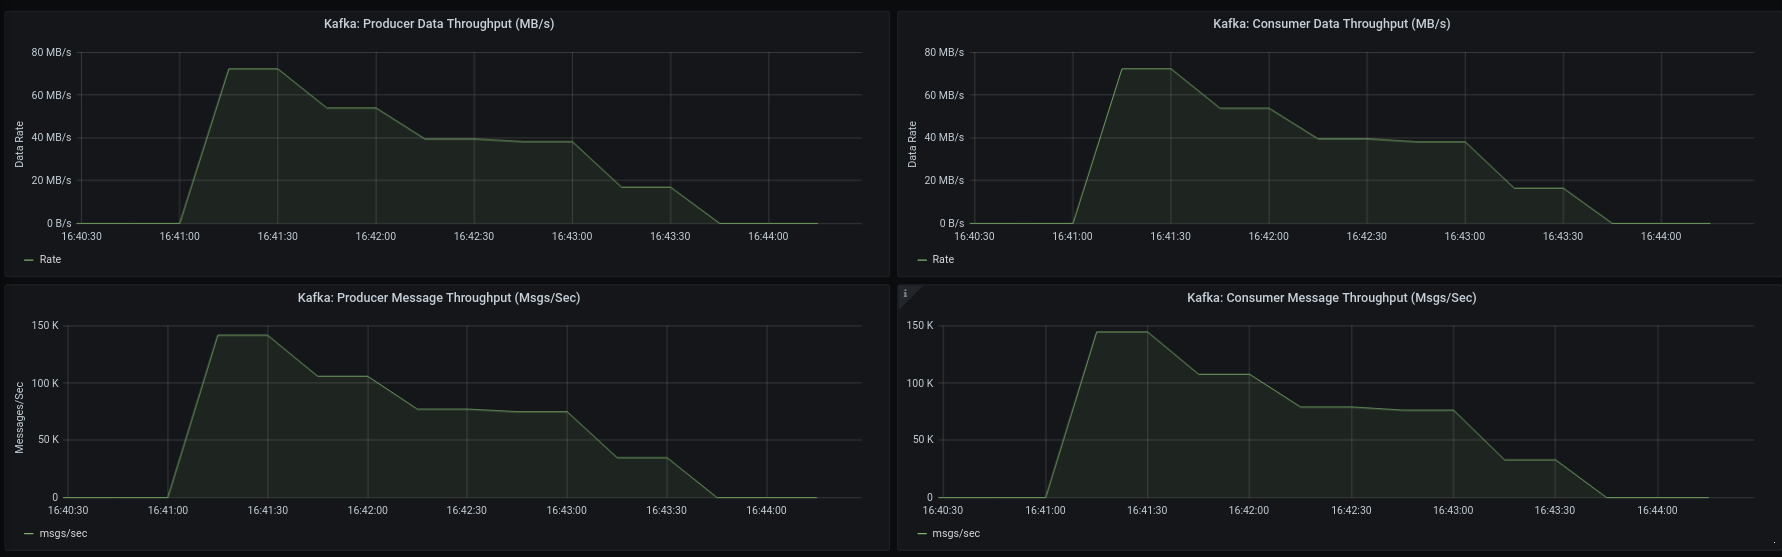 Kafka: Producer Data Throughput (MB/s)
80 MB/s
60 MB/s
40 MB/s
20 MB/s
0 B/s
Data Rate
16:40:30 16:41:00 16:41:30 16:42:00 16:42:30 16:43:00 16:43:30 16:44:00
Rate
Kafka: Consumer Data Throughput (MB/s)
80 MB/s
60 MB/s
40 MB/s
20 MB/s
0 B/s
Data Rate
16:40:30 16:41:00 16:41:30 16:42:00 16:42:30 16:43:00 16:43:30 16:44:00
Rate
Kafka: Producer Message Throughput (Msgs/Sec)
150 K
100 K
50 K
0
Messages/Sec
16:40:30 16:41:00 16:41:30 16:42:00 16:42:30 16:43:00 16:43:30 16:44:00
msgs/sec
i
Kafka: Consumer Message Throughput (Msgs/Sec)
150 K
100 K
50 K
0
16:40:30 16:41:00 16:41:30 16:42:00 16:42:30 16:43:00 16:43:30 16:44:00
msgs/sec